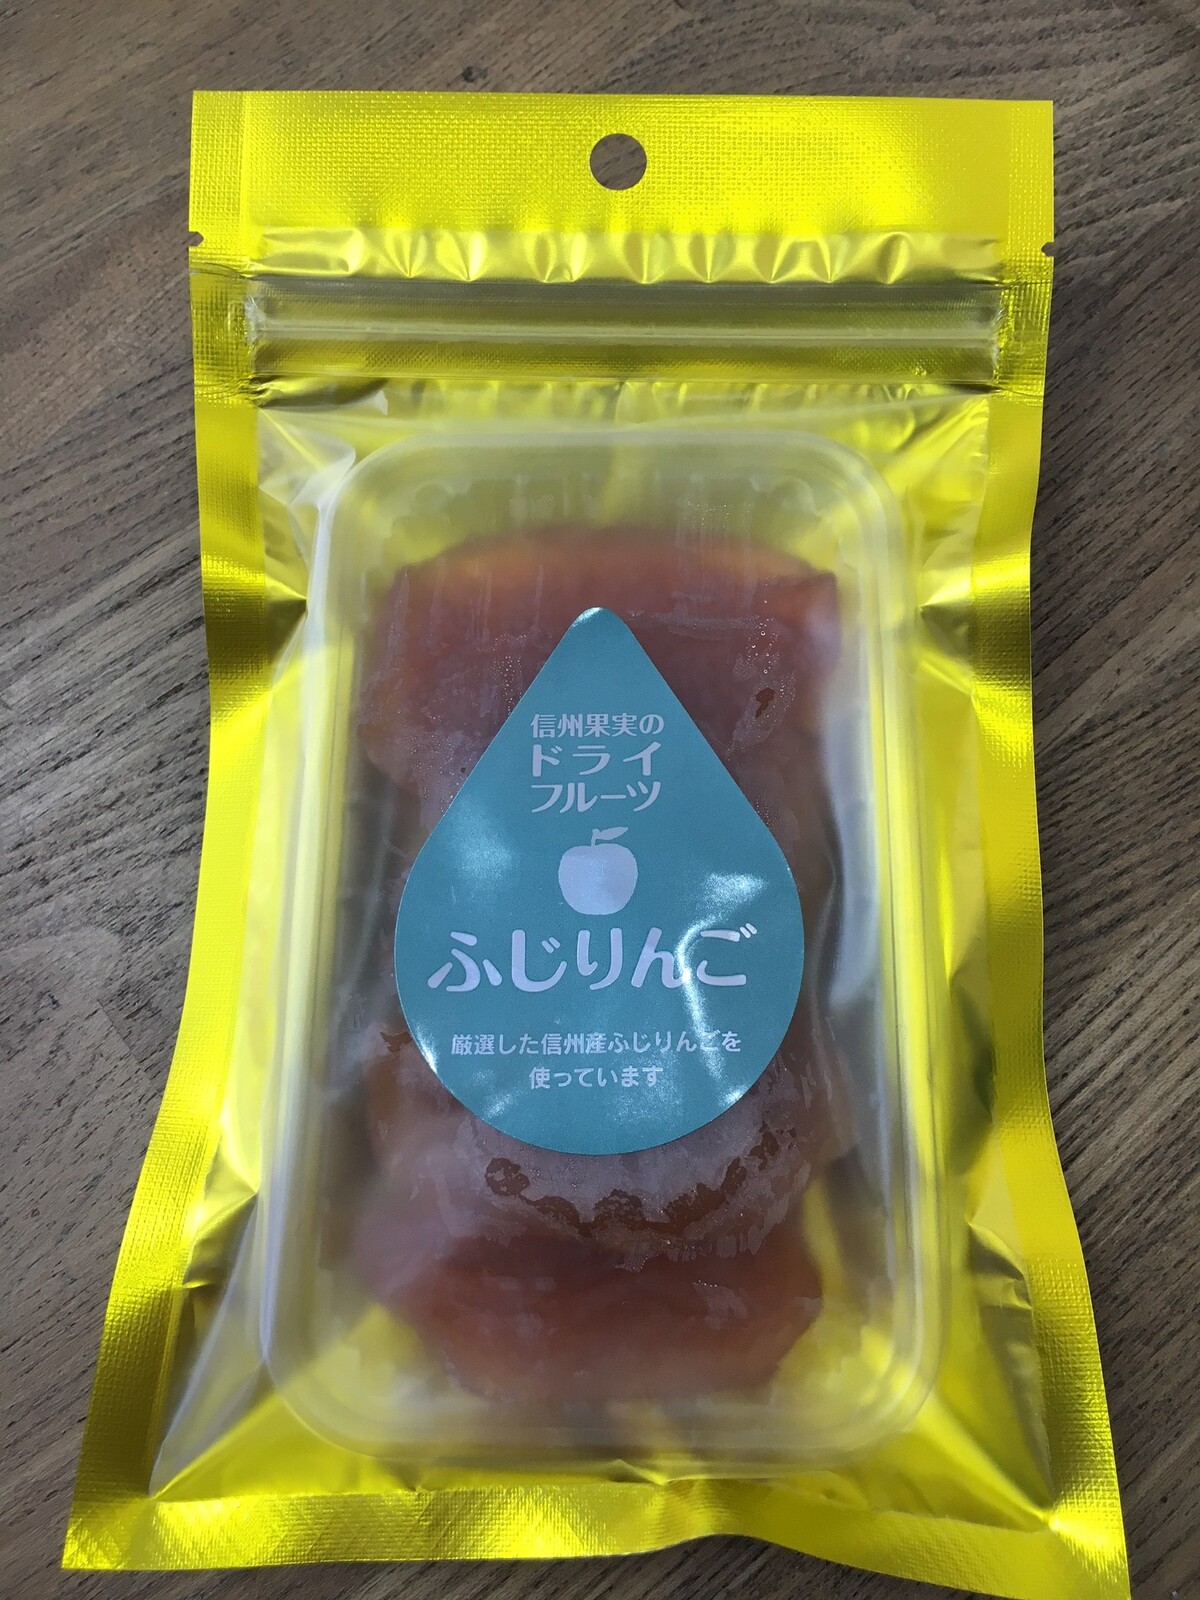 信州果実の
ドライ
フルーツ
ふじりんご
厳選した信州産ふじりんごを
使っています